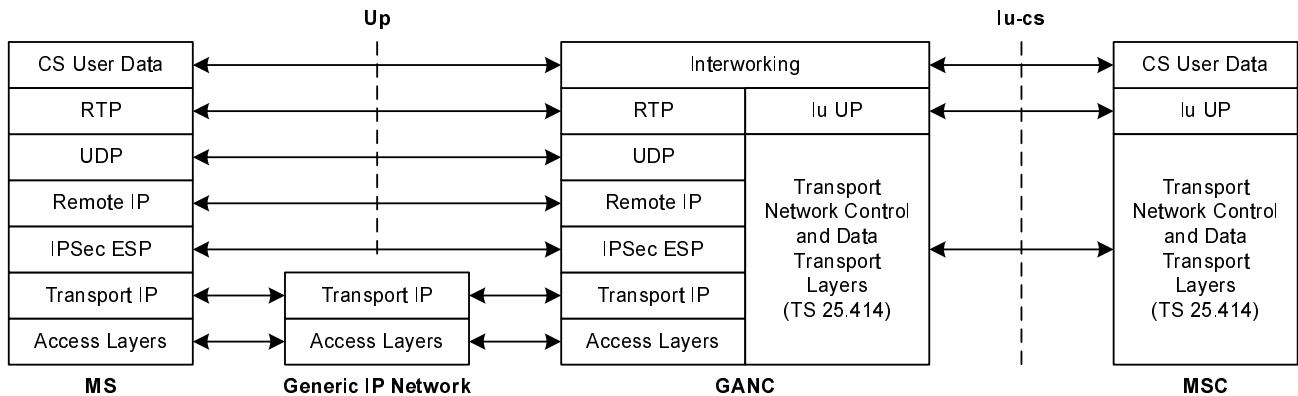 Up
Iu-cs
CS User Data
Interworking
CS User Data
RTP
RTP
Iu UP
Iu UP
UDP
UDP
Remote IP
Remote IP
IPSec ESP
IPSec ESP
Transport
Network Control
and Data
Transport
Layers
(TS 25.414)
Transport
Network Control
and Data
Transport
Layers
(TS 25.414)
Transport IP
Transport IP
Transport IP
Access Layers
Access Layers
Access Layers
MS
Generic IP Network
GANC
MSC